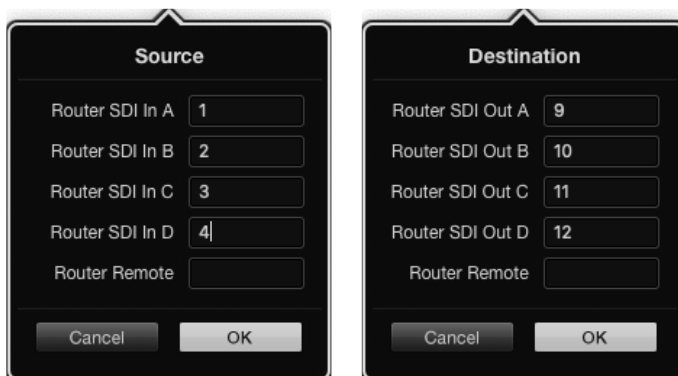 Source
Router SDI In A 1
Router SDI In B 2
Router SDI In C 3
Router SDI In D 4
Router Remote
Cancel OK
Destination
Router SDI Out A 9
Router SDI Out B 10
Router SDI Out C 11
Router SDI Out D 12
Router Remote
Cancel OK